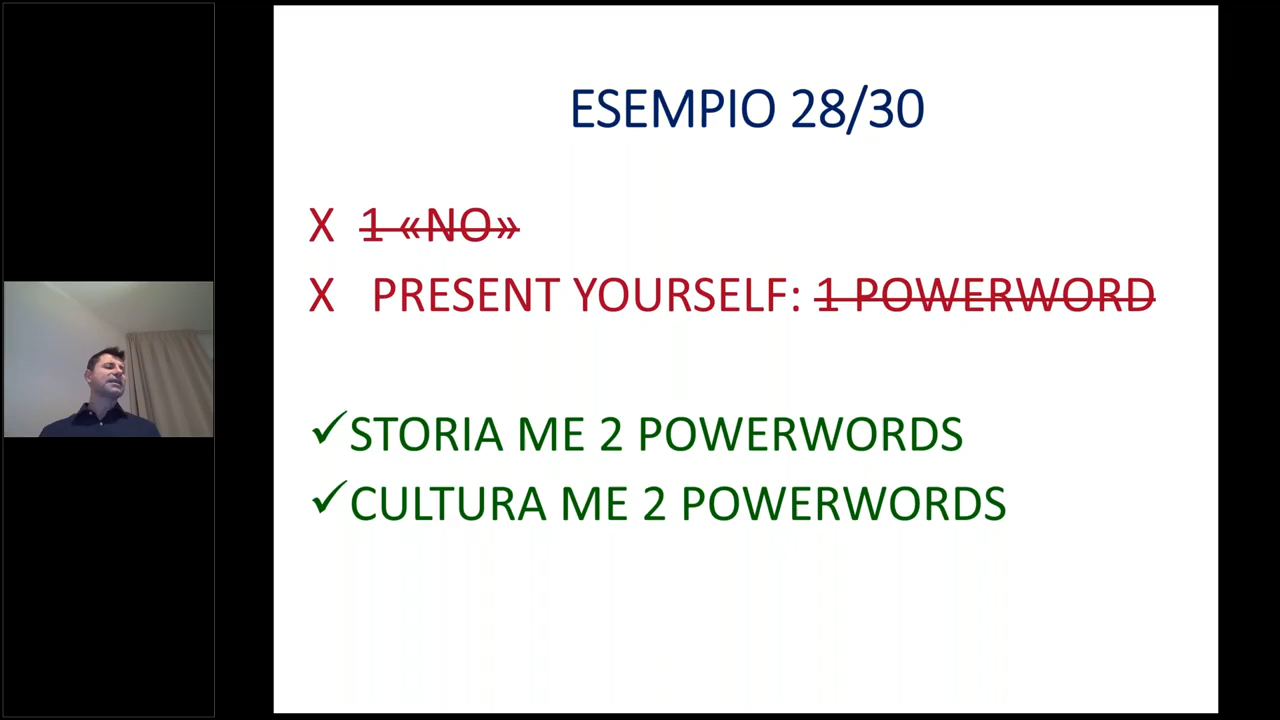 ESEMPIO 28/30
X 1 «NO»
X PRESENT YOURSELF: 1 POWERWORD
✓STORIA ME 2 POWERWORDS
✓CULTURA ME 2 POWERWORDS